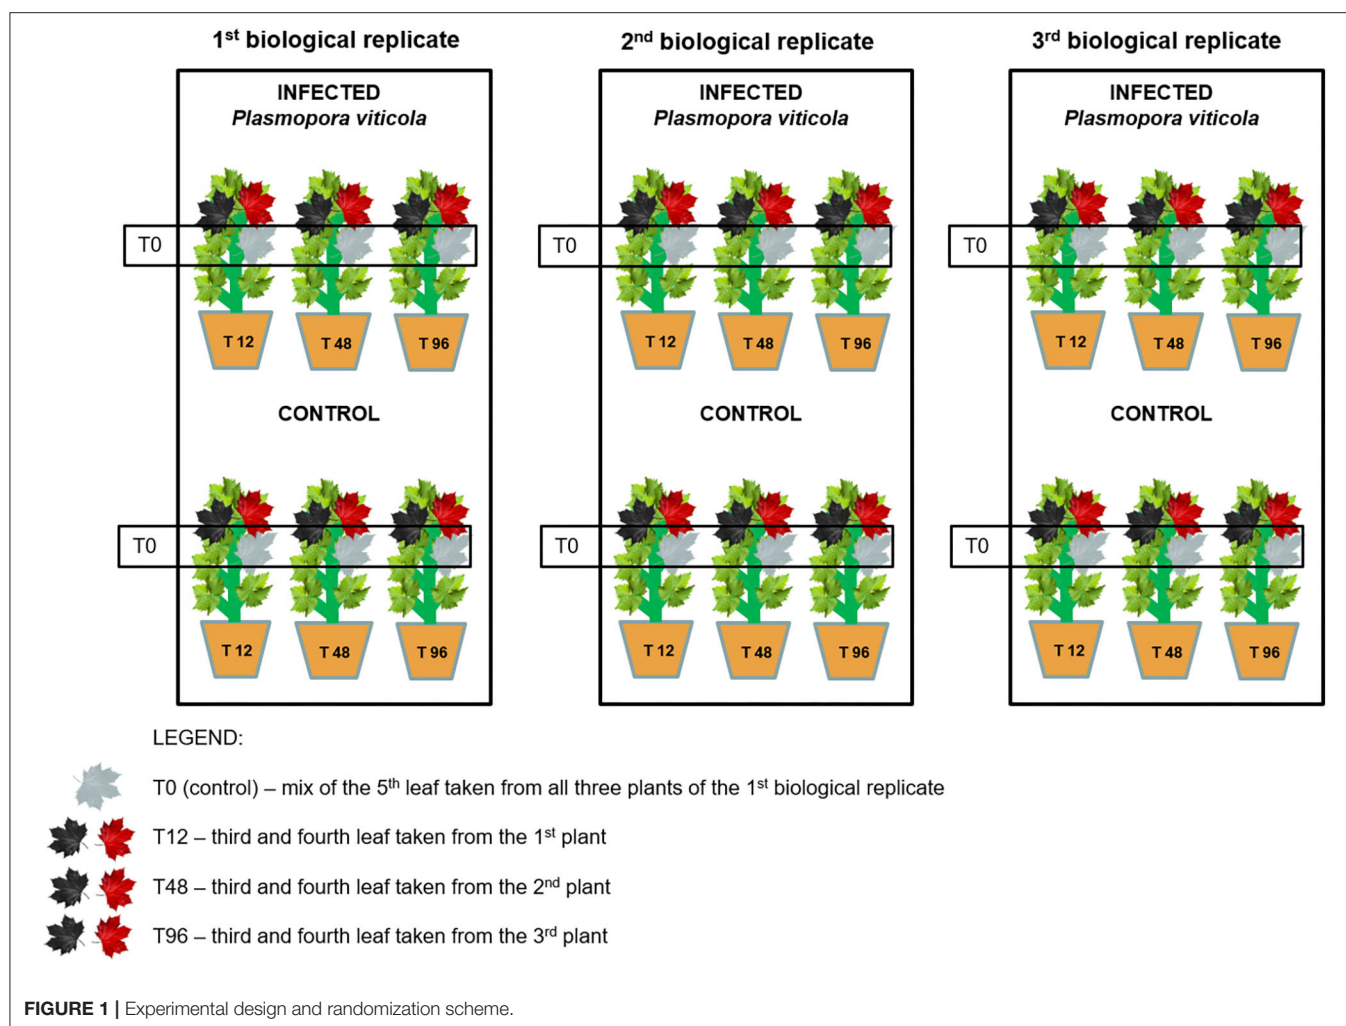 1st biological replicate
2nd biological replicate
3rd biological replicate
INFECTED
Plasmopora viticola
INFECTED
Plasmopora viticola
INFECTED
Plasmopora viticola
T0
T0
T0
T 12
T 48
T 96
T 12
T 48
T 96
T 12
T 48
T 96
CONTROL
CONTROL
CONTROL
T0
T0
T0
T 12
T 48
T 96
T 12
T 48
T 96
T 12
T 48
T 96
LEGEND:
T0 (control) – mix of the 5th leaf taken from all three plants of the 1st biological replicate
T12 – third and fourth leaf taken from the 1st plant
T48 – third and fourth leaf taken from the 2nd plant
T96 – third and fourth leaf taken from the 3rd plant
FIGURE 1 | Experimental design and randomization scheme.